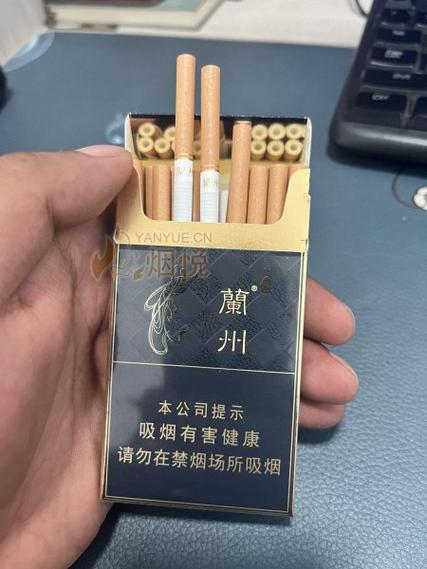 YANYUE.CN
烟悦
蘭®
州
本公司提示
吸烟有害健康
请勿在禁烟场所吸烟